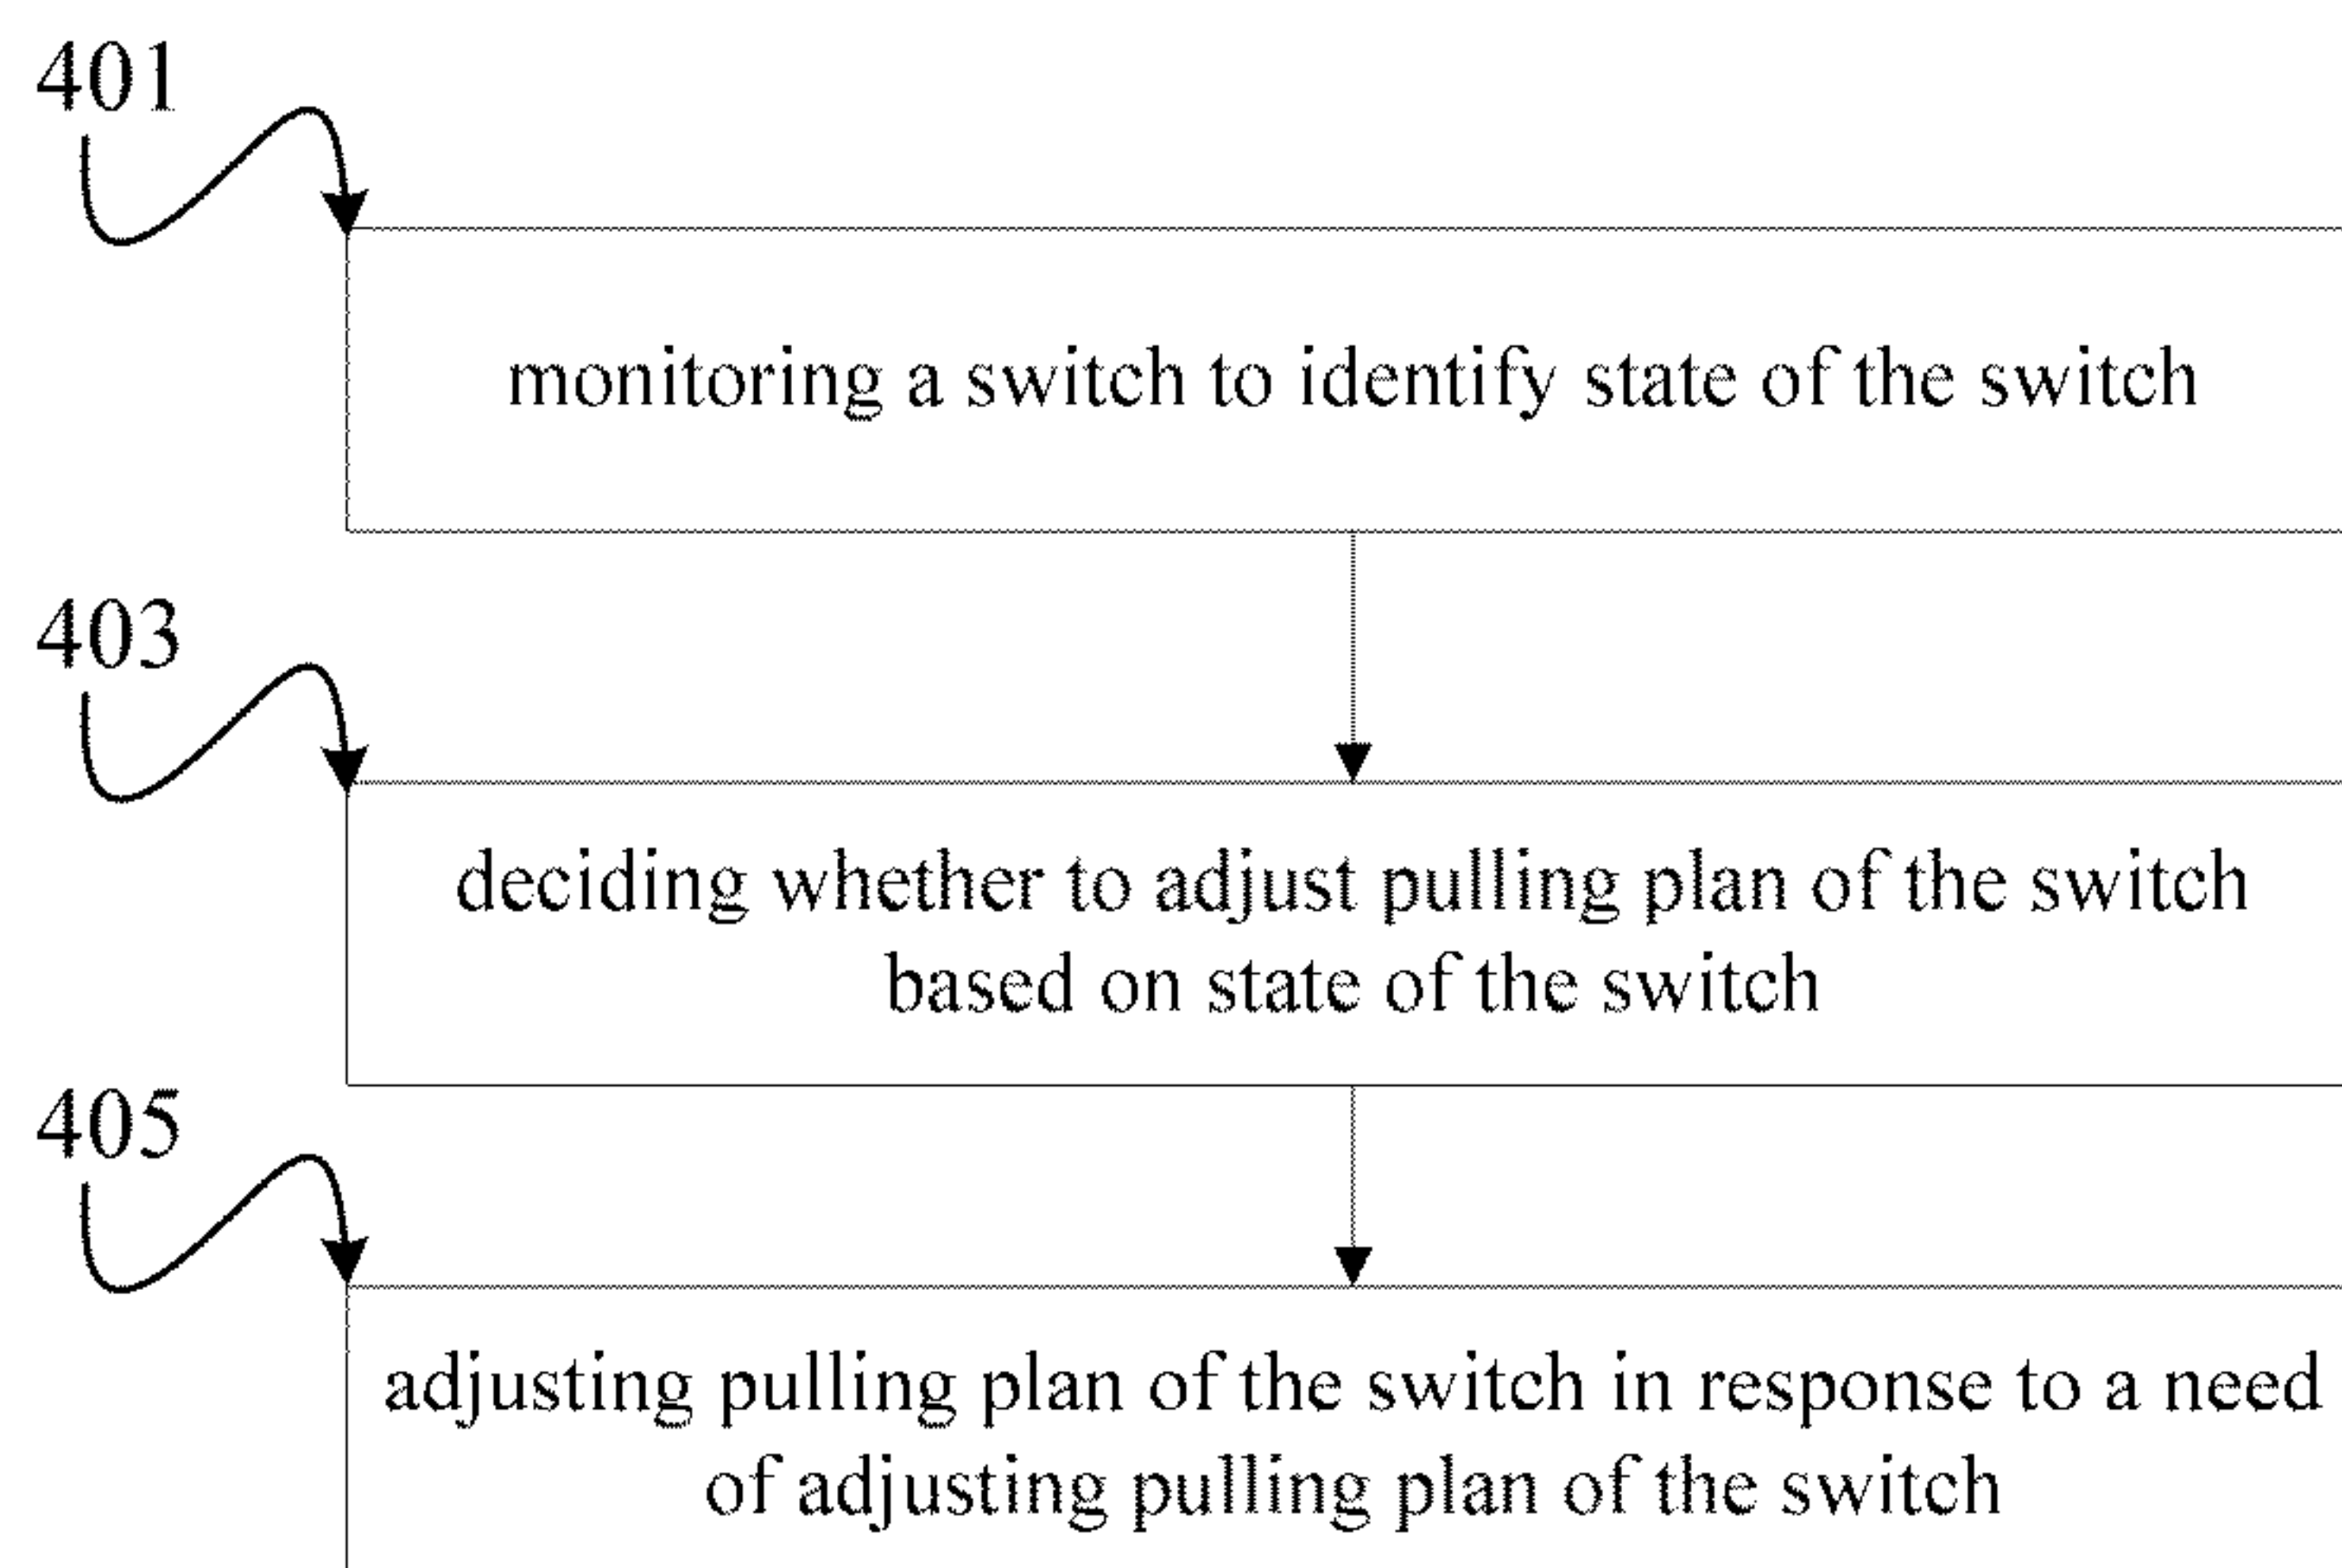 401
monitoring a switch to identify state of the switch
403
deciding whether to adjust pulling plan of the switch
based on state of the switch
405
adjusting pulling plan of the switch in response to a need
of adjusting pulling plan of the switch